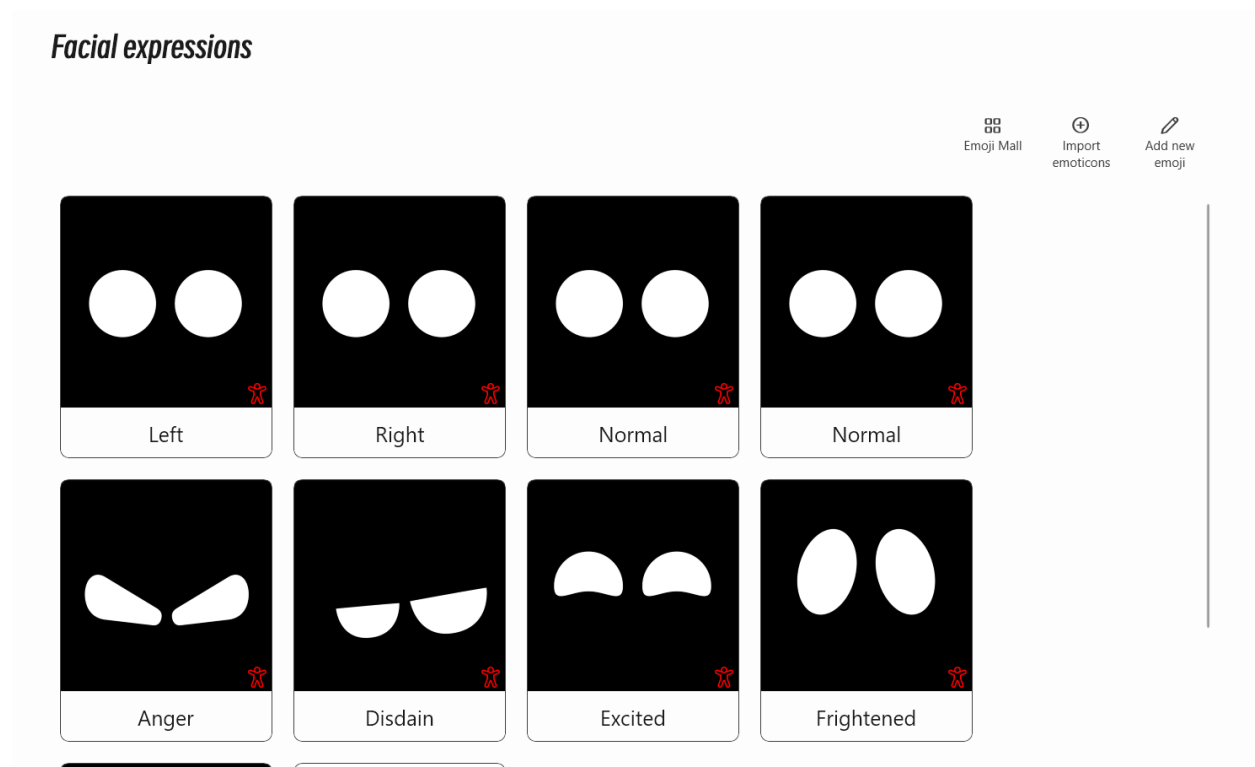 Facial expressions
Emoji Mall
Import
emoticons
Add new
emoji
Left
Right
Normal
Normal
Anger
Disdain
Excited
Frightened